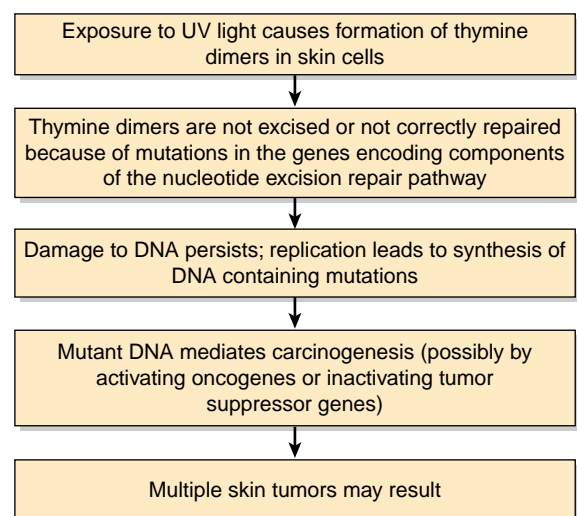 Exposure to UV light causes formation of thymine
dimers in skin cells
Thymine dimers are not excised or not correctly repaired
because of mutations in the genes encoding components
of the nucleotide excision repair pathway
Damage to DNA persists; replication leads to synthesis of
DNA containing mutations
Mutant DNA mediates carcinogenesis (possibly by
activating oncogenes or inactivating tumor
suppressor genes)
Multiple skin tumors may result